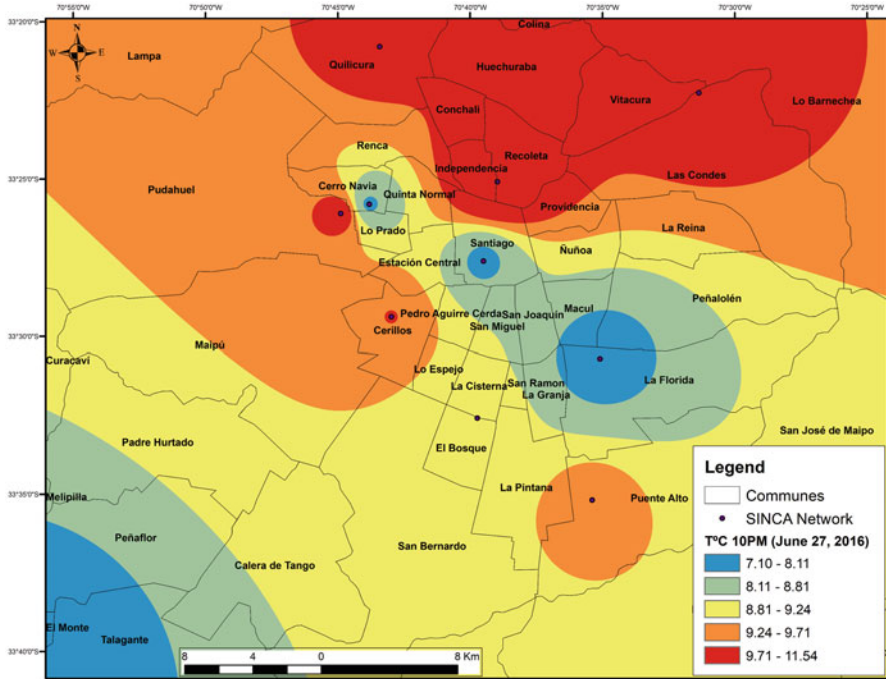 70°55'0"W 70°50'0"W 70°45'0"W 70°40'0"W 70°35'0"W 70°30'0"W 70°25'0"W
33°20'0"S
N
W E
S
Colina
Lampa
Quilicura
Huechuraba
Vitacura
Lo Barnechea
Conchali
Renca
Recoleta
Independencia
33°25'0"S
Las Condes
Cerro Navia
Pudahuel
Quinta Normal
Providencia
La Reina
Lo Prado
Santiago
Ñuñoa
Estación Central
Peñalolén
Macul
Pedro Aguirre Cerda
San Joaquín
San Miguel
33°30'0"S
Cerillos
Maipú
Curacaví
Lo Espejo
La Cisterna
San Ramon
La Florida
La Granja
San José de Maipo
Padre Hurtado
El Bosque
33°35'0"S
Melipilla
La Pintana
Puente Alto
Peñaflor
San Bernardo
Calera de Tango
El Monte
Talagante
33°40'0"S
8 4 0 8 Km
Legend
Communes
SINCA Network
TºC 10PM (June 27, 2016)
7.10 - 8.11
8.11 - 8.81
8.81 - 9.24
9.24 - 9.71
9.71 - 11.54